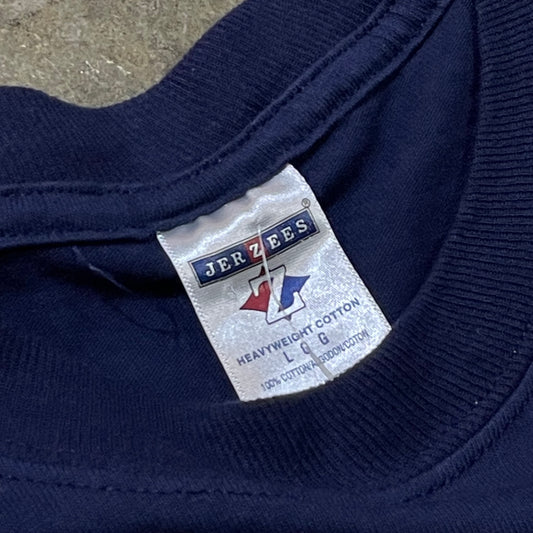 JERZEES®
Z
HEAVYWEIGHT COTTON
L G G
100% COTTON/ALGODON/COTON